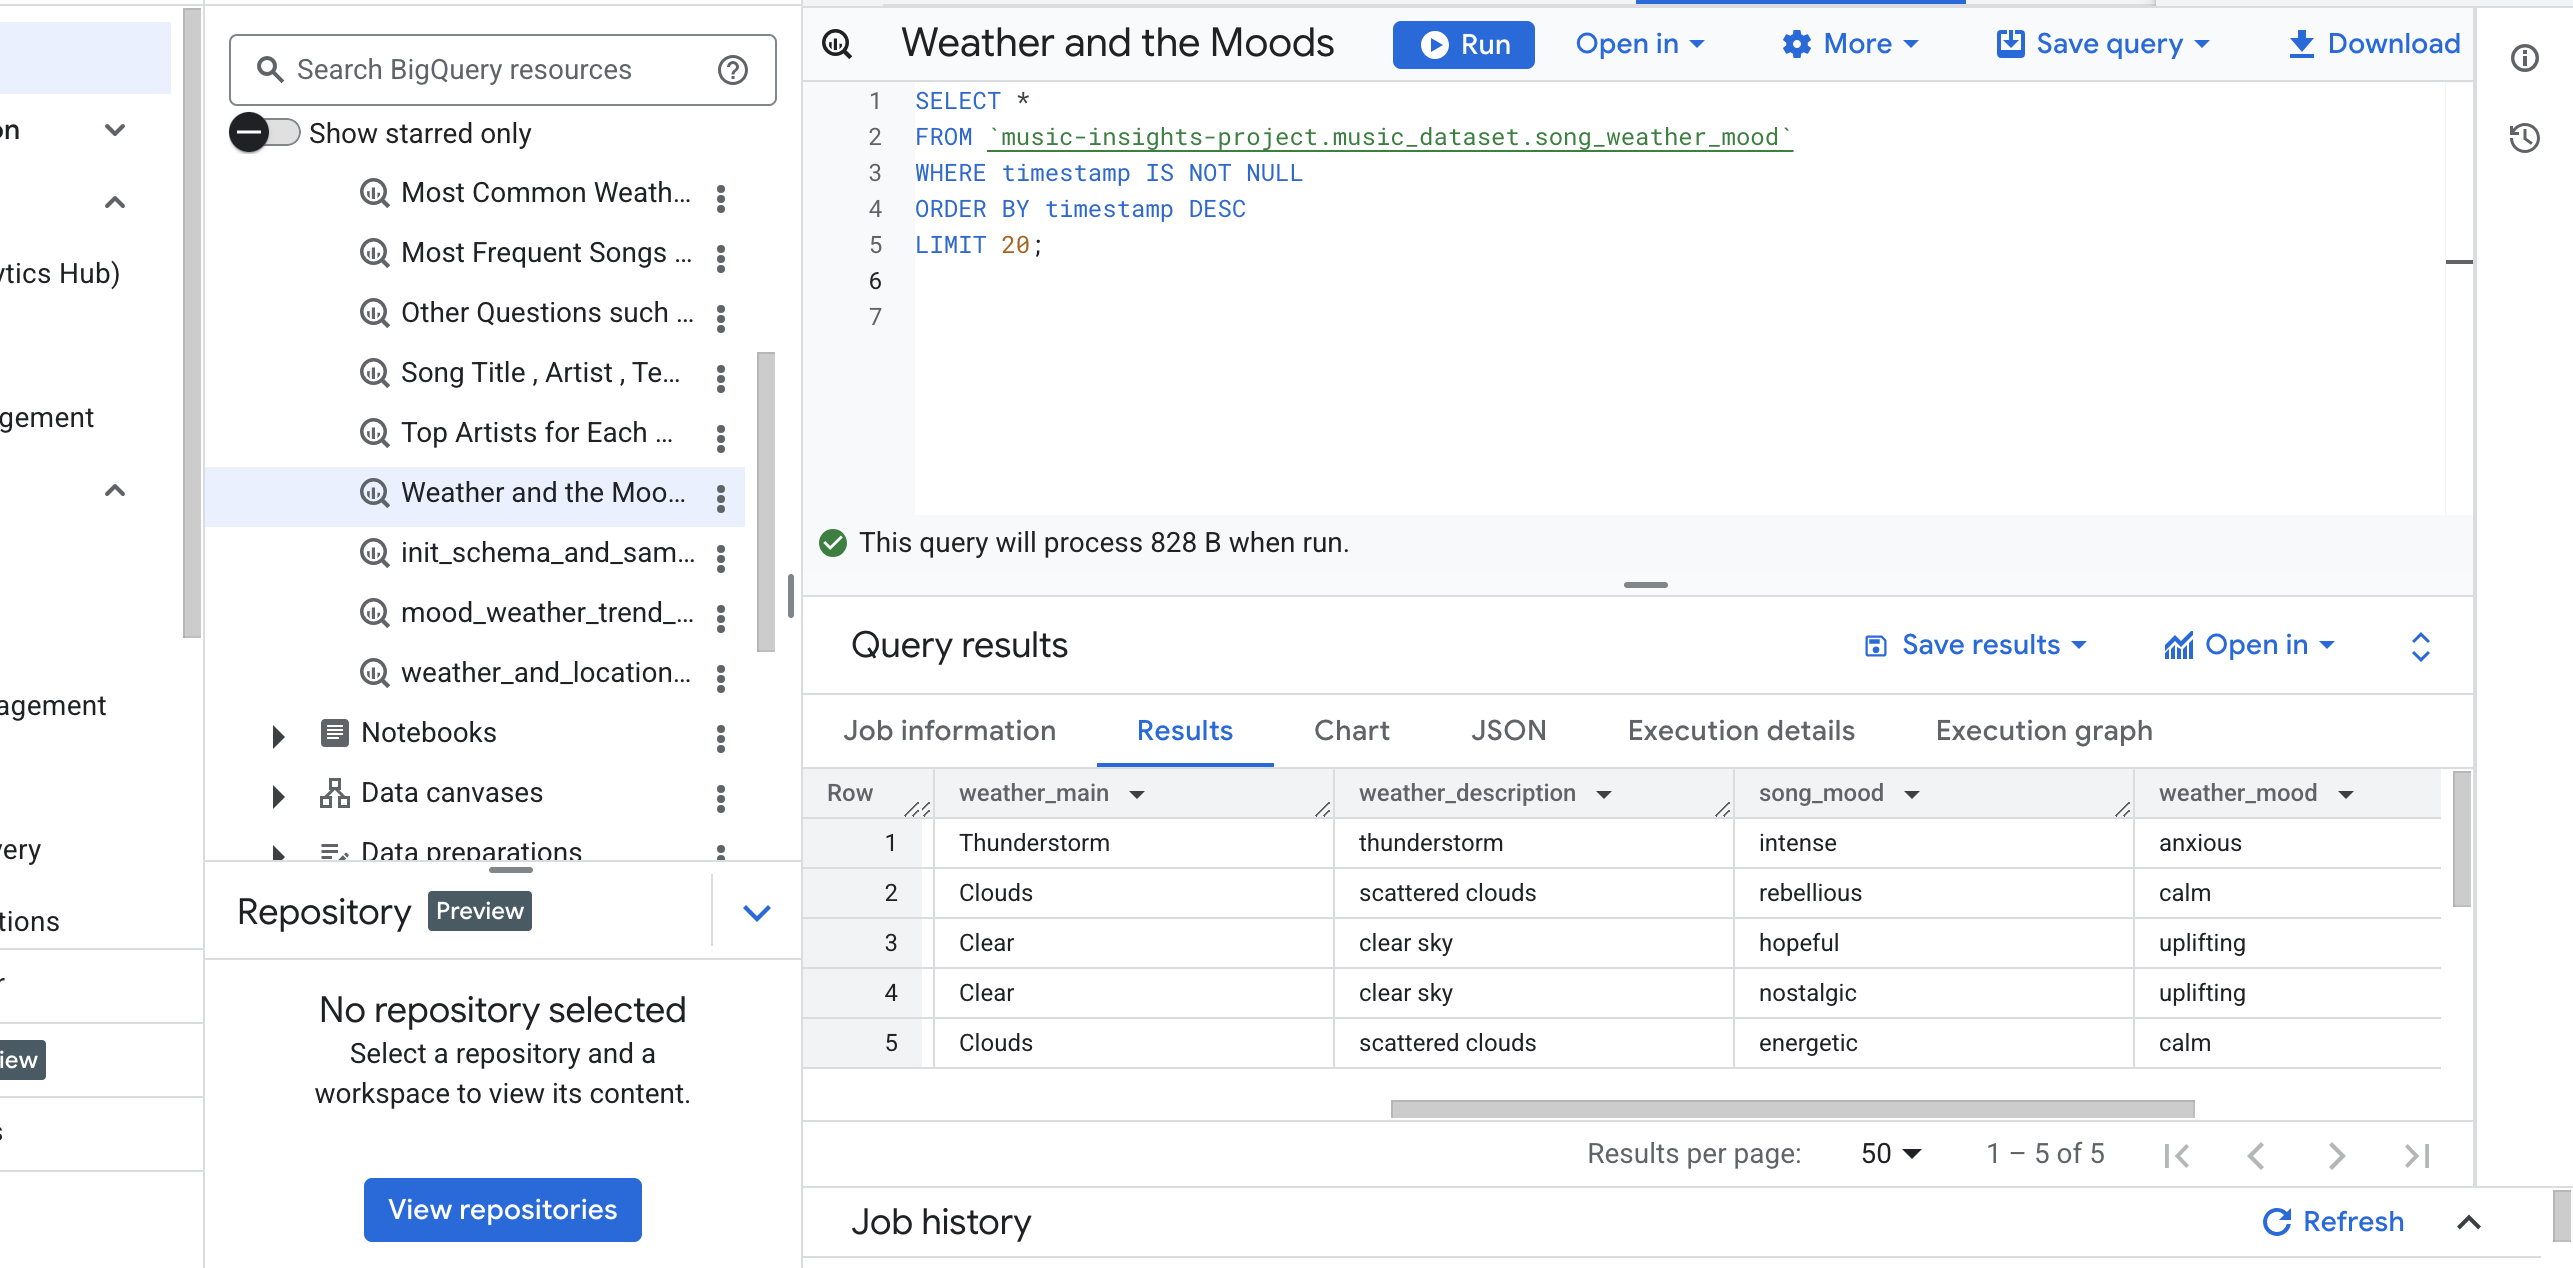 on
ytics Hub)
gement
agement
very
tions
r
iew
s
Search BigQuery resources
Show starred only
Most Common Weath...
Most Frequent Songs ...
Other Questions such ...
Song Title , Artist , Te...
Top Artists for Each ...
Weather and the Moo...
init_schema_and_sam...
mood_weather_trend_...
weather_and_location...
Notebooks
Data canvases
Data preparations
Repository Preview
No repository selected
Select a repository and a
workspace to view its content.
View repositories
Weather and the Moods Run Open in More Save query Download
1 SELECT *
2 FROM `music-insights-project.music_dataset.song_weather_mood`
3 WHERE timestamp IS NOT NULL
4 ORDER BY timestamp DESC
5 LIMIT 20;
6
7
This query will process 828 B when run.
Query results Save results Open in
Job information Results Chart JSON Execution details Execution graph
Row weather_main weather_description song_mood weather_mood
1 Thunderstorm thunderstorm intense anxious
2 Clouds scattered clouds rebellious calm
3 Clear clear sky hopeful uplifting
4 Clear clear sky nostalgic uplifting
5 Clouds scattered clouds energetic calm
Results per page: 50 1 – 5 of 5
Job history Refresh